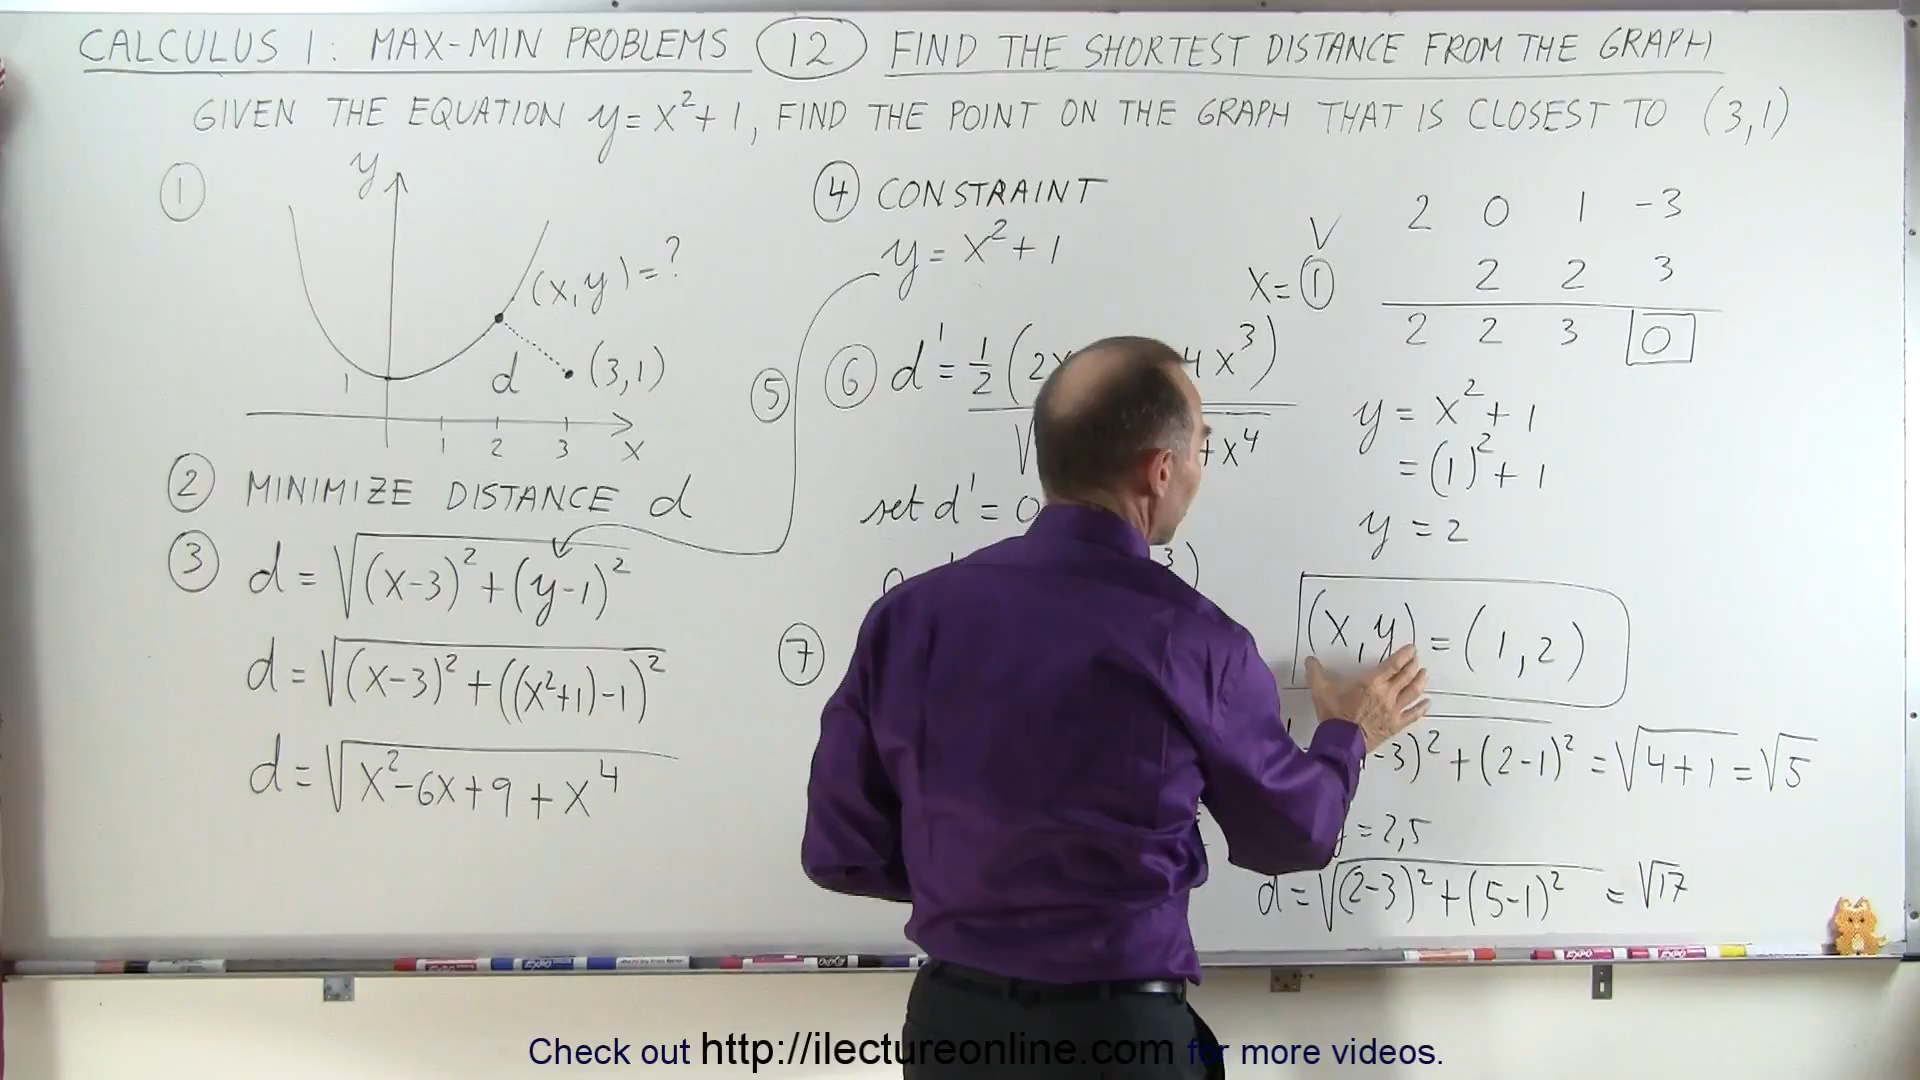 CALCULUS 1: MAX-MIN PROBLEMS 12 FIND THE SHORTEST DISTANCE FROM THE GRAPH
GIVEN THE EQUATION y = x² + 1, FIND THE POINT ON THE GRAPH THAT IS CLOSEST TO (3,1)
1
y
(x,y) = ?
d
(3,1)
1
1 2 3 x
2 MINIMIZE DISTANCE d
3 d = √(x-3)² + (y-1)²
d = √(x-3)² + ((x²+1)-1)²
d = √x²-6x+9+x⁴
4 CONSTRAINT
y = x² + 1
5
6 d' = 1/2 (2x 4x³)
√ +x⁴
set d' = 0
0 ³)
7
2 0 1 -3
x = 1
2 2 3
2 2 3 0
y = x² + 1
= (1)² + 1
y = 2
(x,y) = (1,2)
-3)² + (2-1)² = √4+1 = √5
= 2,5
d = √(2-3)² + (5-1)² = √17
EXPO
Check out http://ilectureonline.com for more videos.